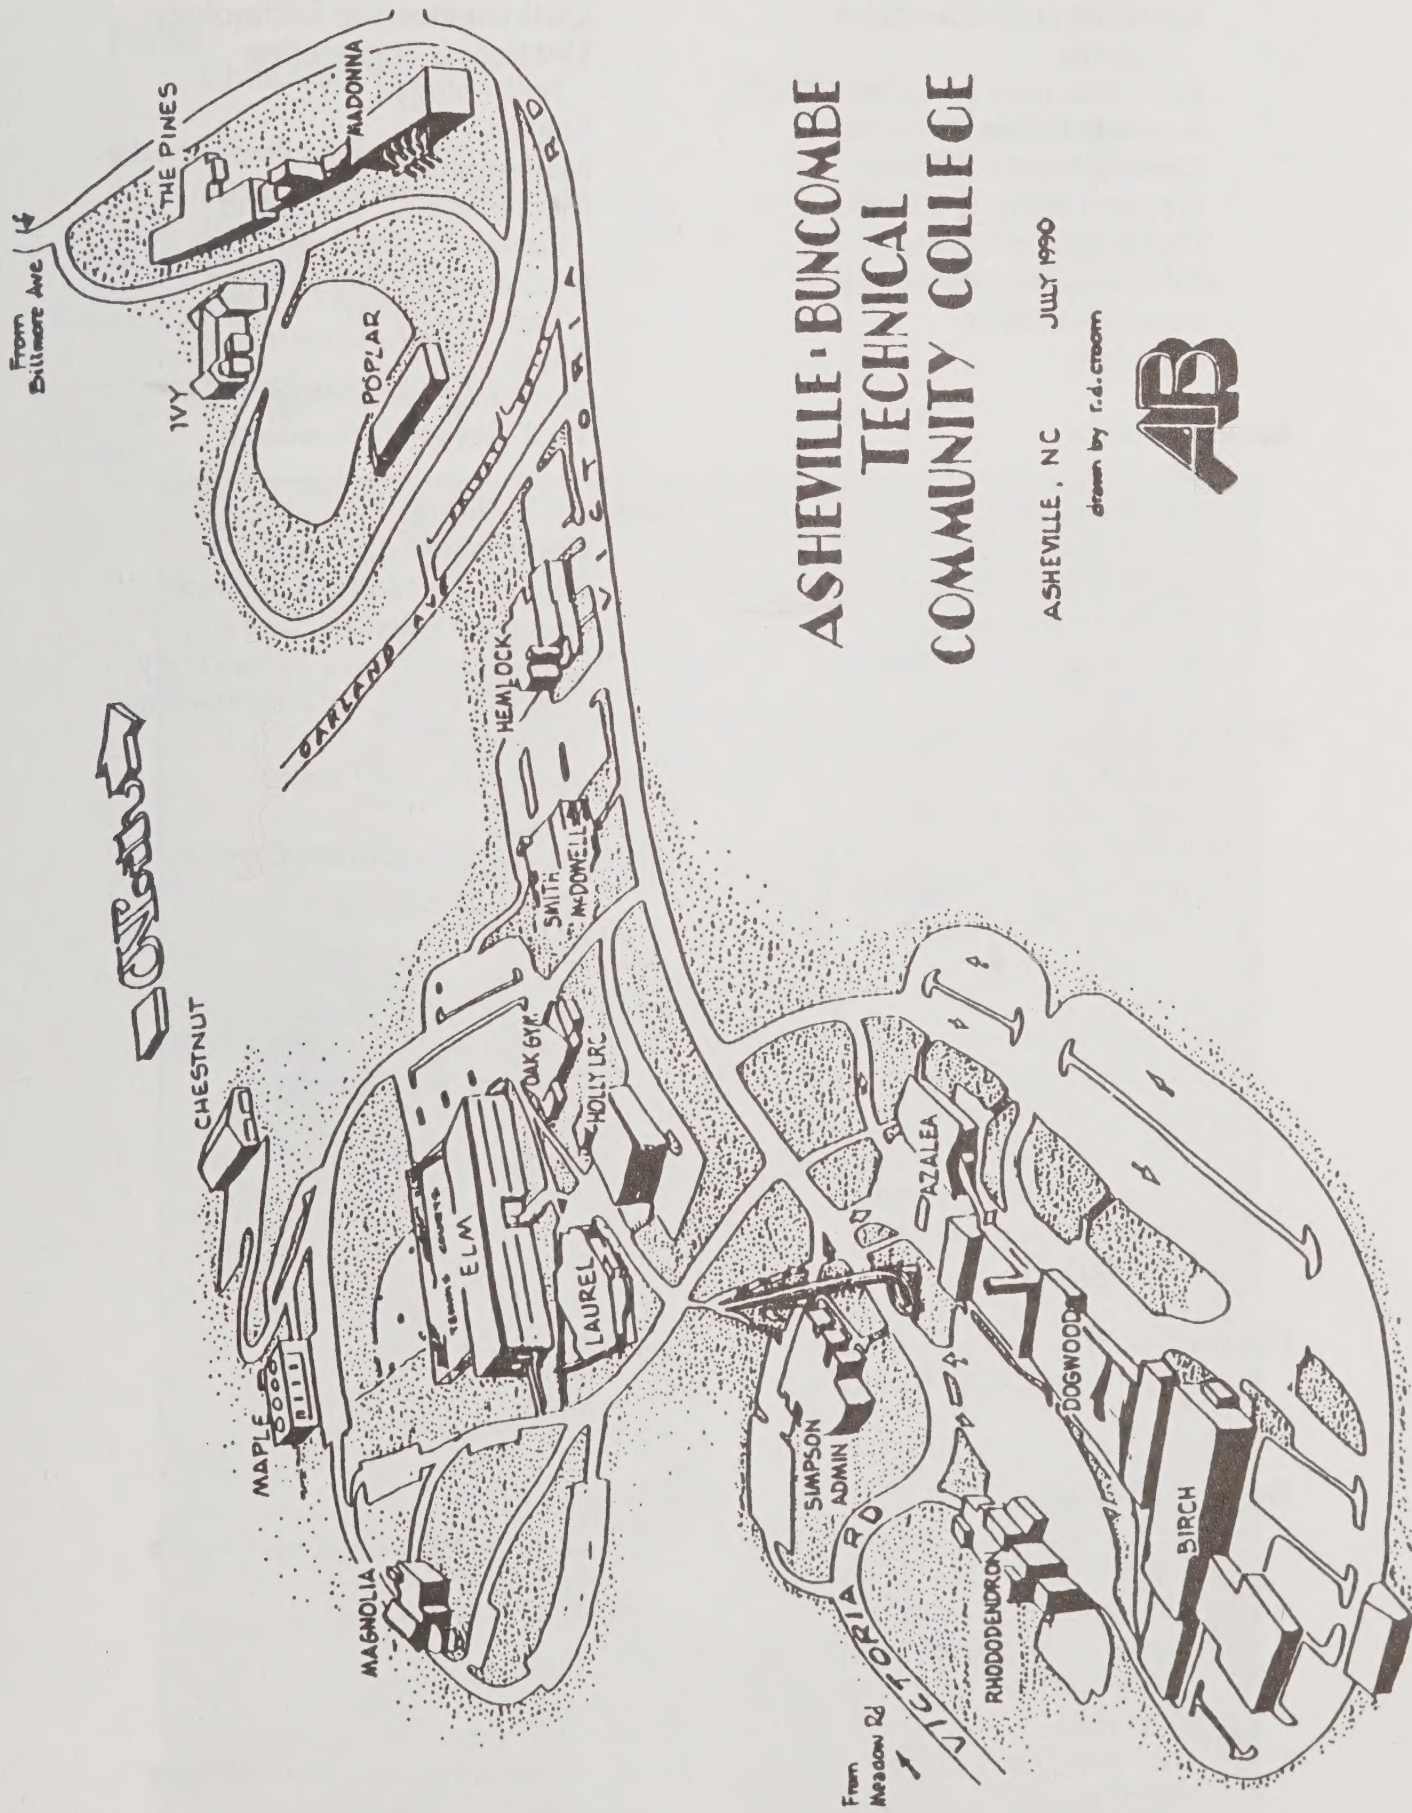 ASHEVILLE · BUNCOMBE
TECHNICAL
COMMUNITY COLLEGE
ASHEVILLE, NC JULY 1990
drawn by r.d.croom
AB
North
From
Biltmore Ave
THE PINES
MADONNA
IVY
POPLAR
OAKLAND AVE
VICTORIA RD
HEMLOCK
SMITH
McDOWELL
CHESTNUT
OAK GYM
HOLLY LRC
TENNIS COURTS
ELM
LAUREL
MAPLE
MAGNOLIA
AZALEA
SIMPSON
ADMIN
DOGWOOD
BIRCH
RHODODENDRON
VICTORIA RD
From
Meadow Rd